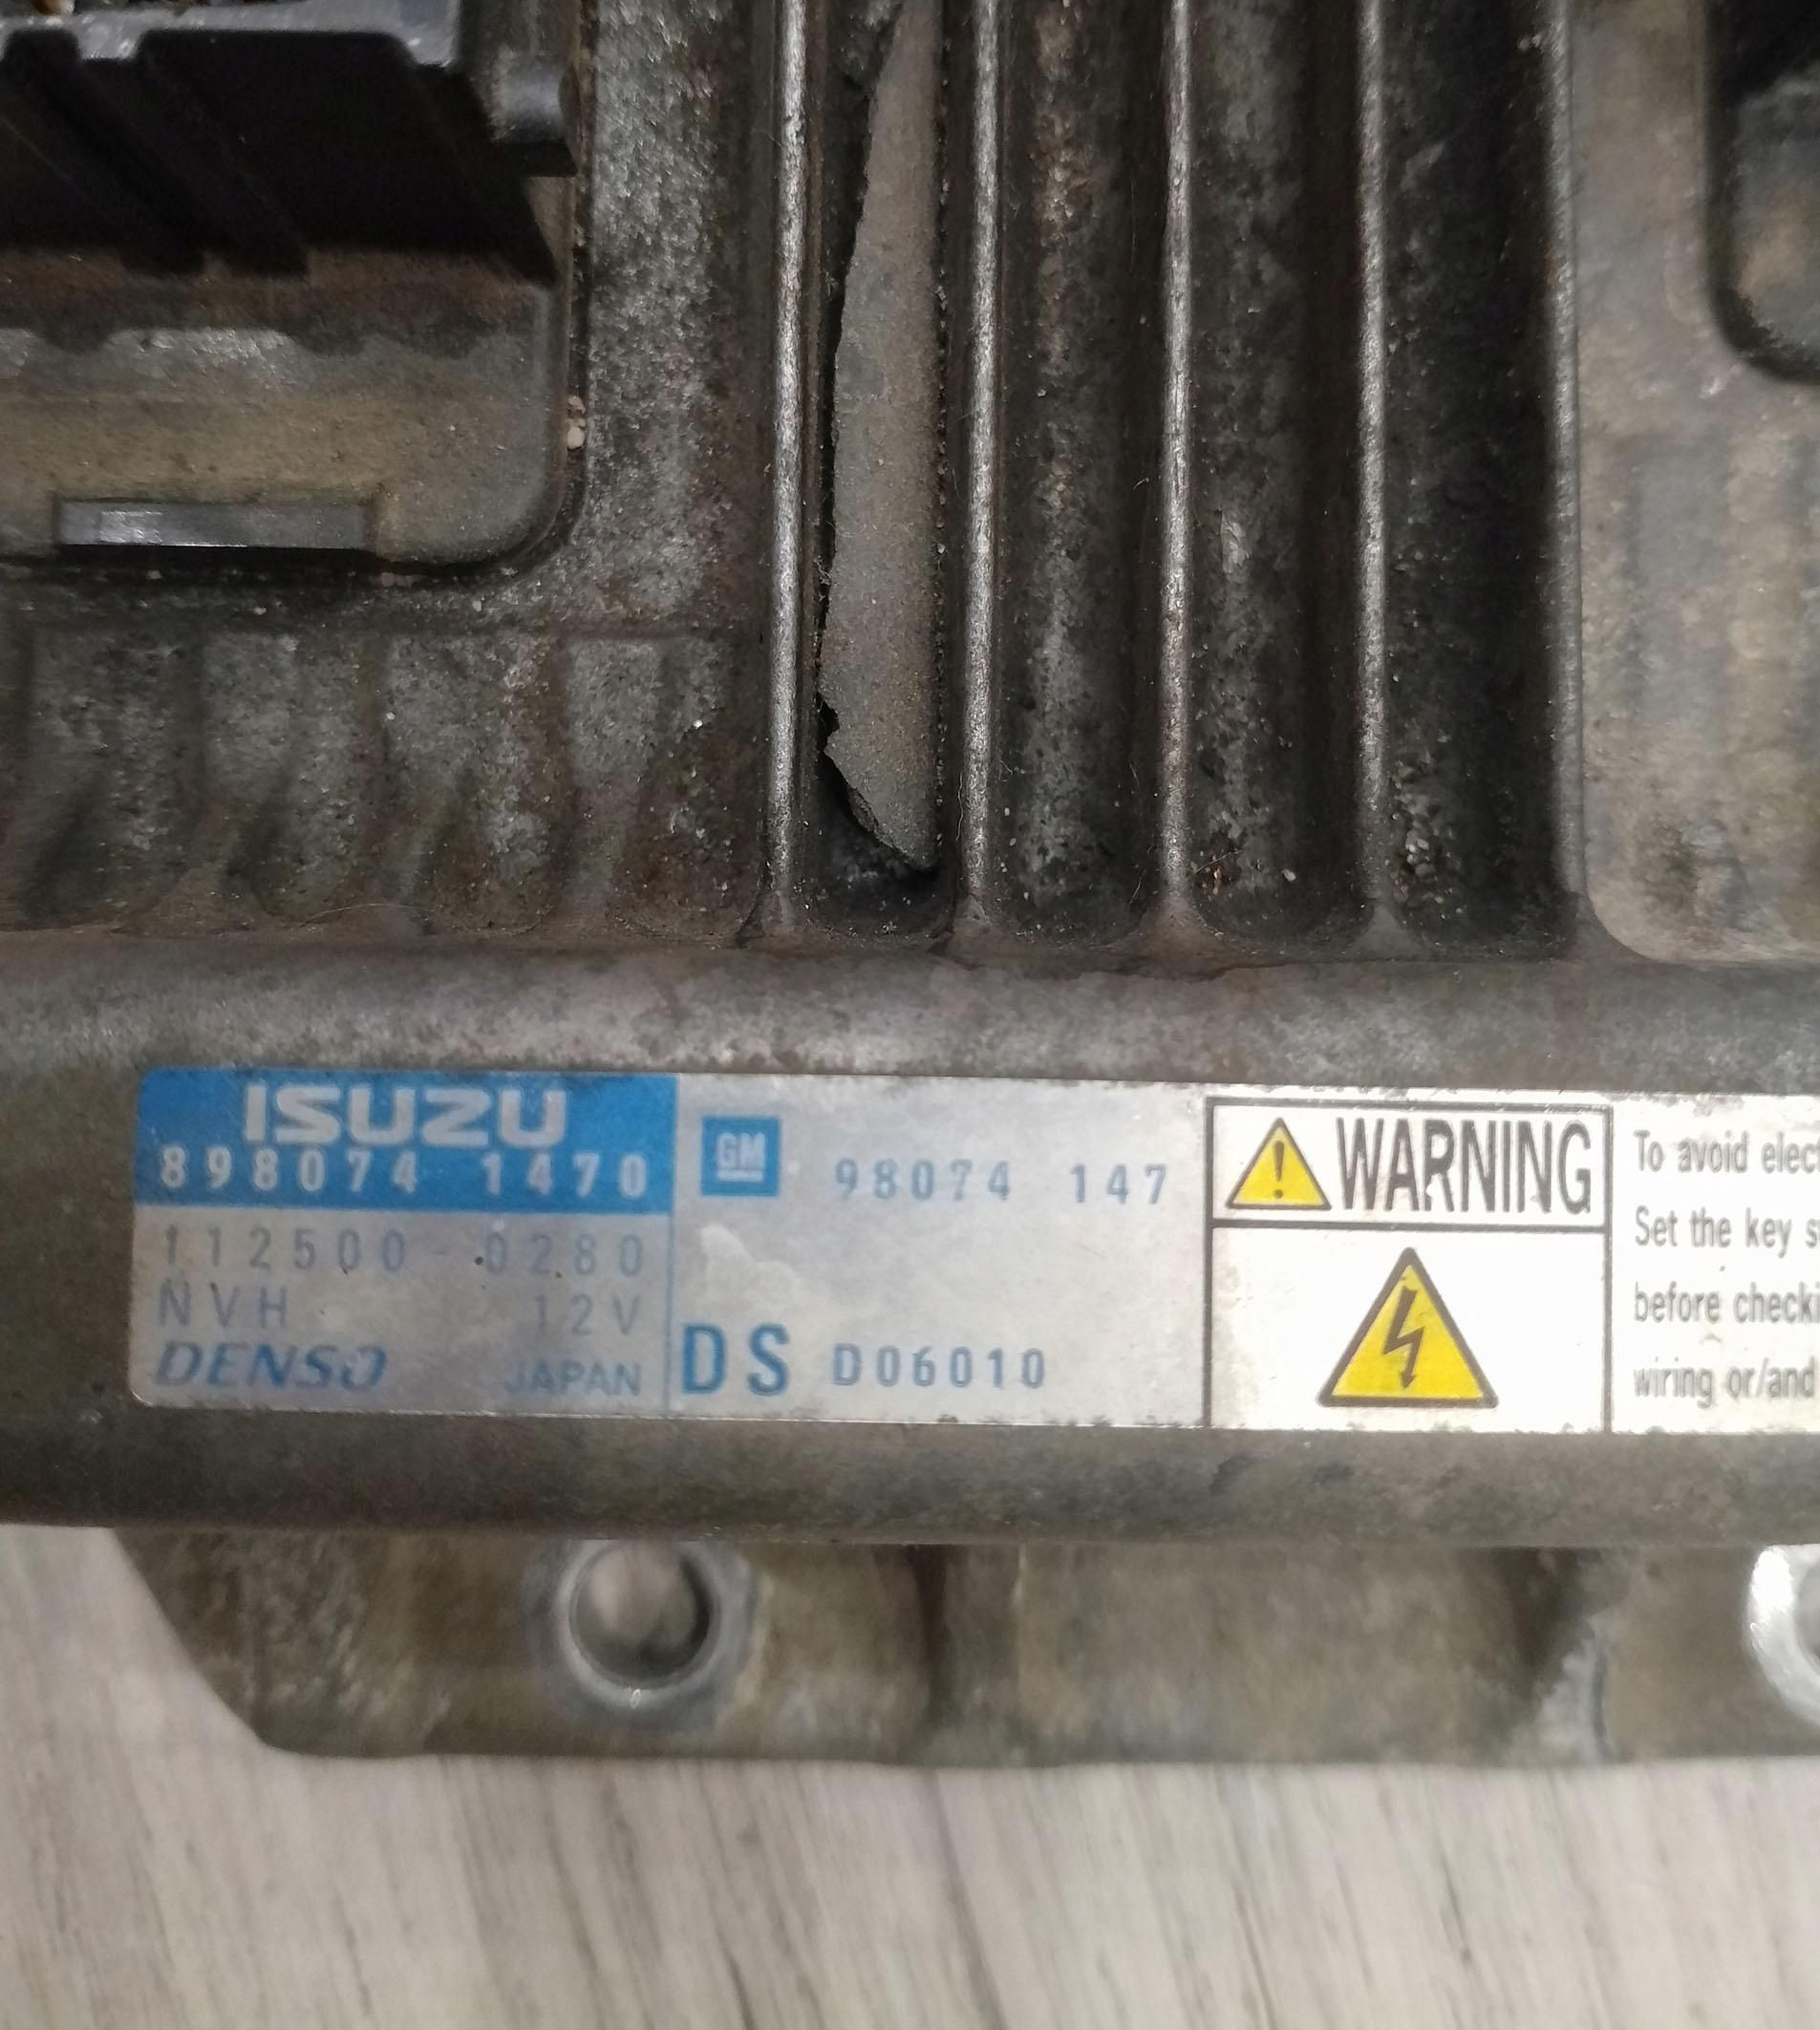 ISUZU
898074 1470
112500-0280
NVH 12V
DENSO JAPAN
GM 98074 147
DS D06010
WARNING
To avoid elec
Set the key s
before checki
wiring or/and